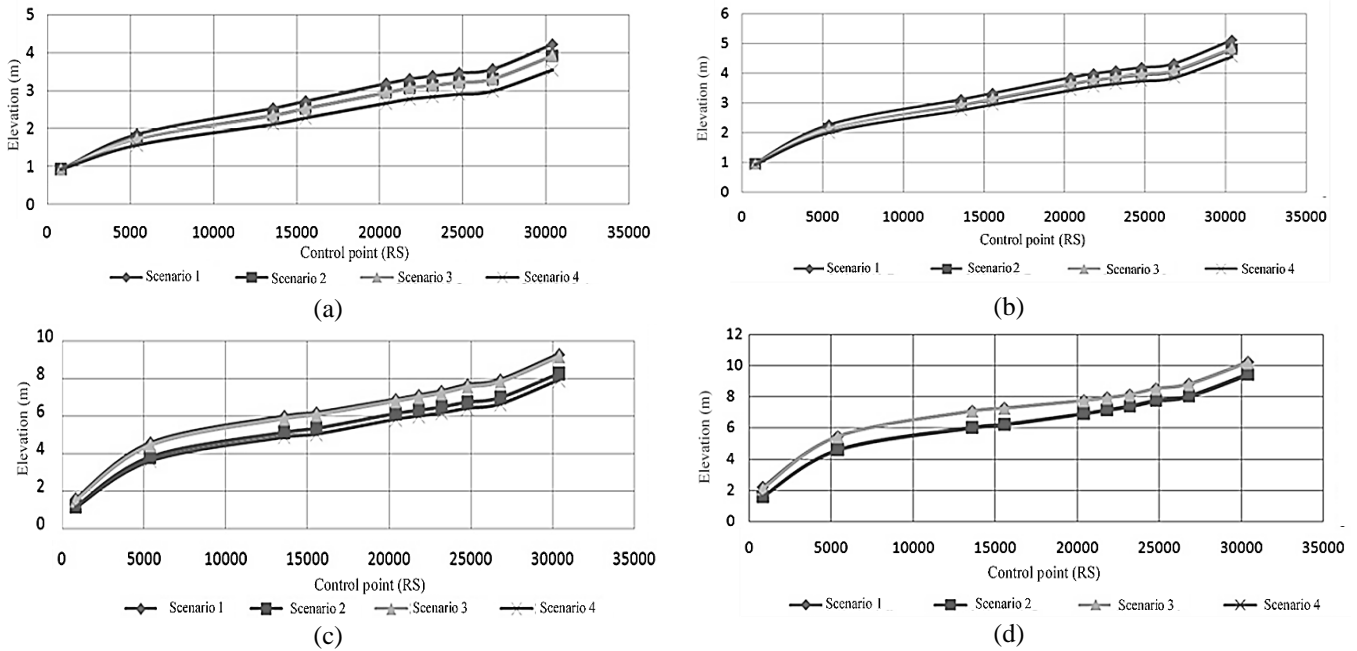 5
4
3
2
1
0
Elevation (m)
0 5000 10000 15000 20000 25000 30000 35000
Control point (RS)
Scenario 1 Scenario 2 Scenario 3 Scenario 4
(a)
6
5
4
3
2
1
0
Elevation (m)
0 5000 10000 15000 20000 25000 30000 35000
Control point (RS)
Scenario 1 Scenario 2 Scenario 3 Scenario 4
(b)
10
8
6
4
2
0
Elevation (m)
0 5000 10000 15000 20000 25000 30000 35000
Control point (RS)
Scenario 1 Scenario 2 Scenario 3 Scenario 4
(c)
12
10
8
6
4
2
0
Elevation (m)
0 5000 10000 15000 20000 25000 30000 35000
Control point (RS)
Scenario 1 Scenario 2 Scenario 3 Scenario 4
(d)